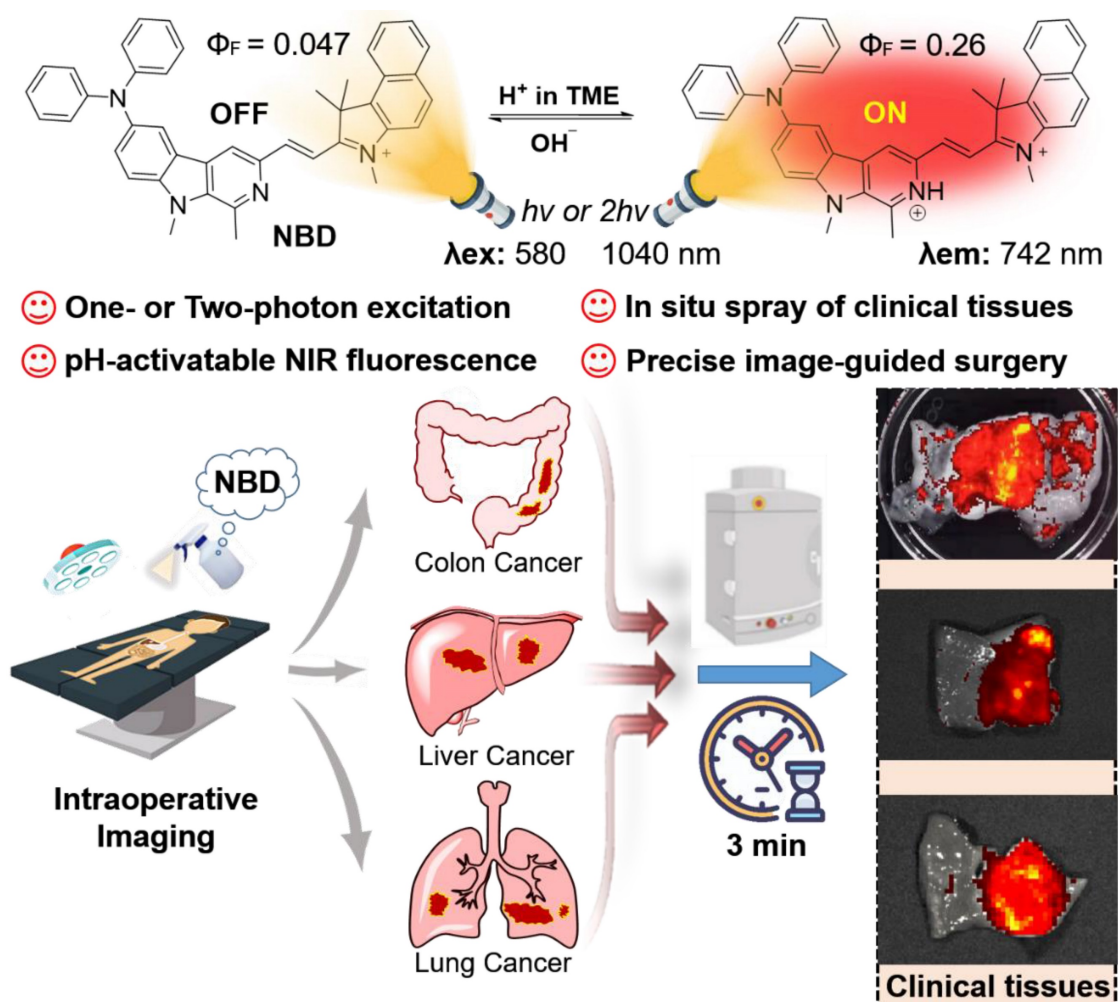 ΦF = 0.047
ΦF = 0.26
OFF
H+ in TME
OH−
ON
N
N
N
+
N
NBD
N
N
+
NH
⊕
N
hv or 2hv
λex: 580 1040 nm
λem: 742 nm
One- or Two-photon excitation
In situ spray of clinical tissues
pH-activatable NIR fluorescence
Precise image-guided surgery
NBD
Colon Cancer
Liver Cancer
Intraoperative
Imaging
3 min
Lung Cancer
Clinical tissues